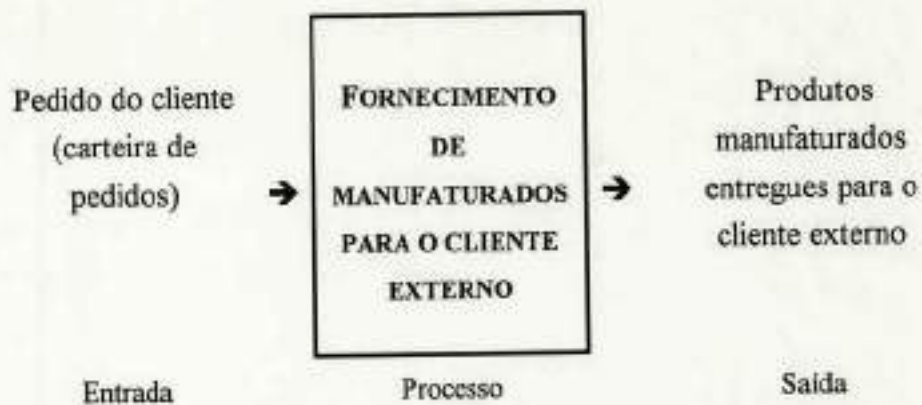 Pedido do cliente
(carteira de
pedidos)
➔
FORNECIMENTO
DE
MANUFATURADOS
PARA O CLIENTE
EXTERNO
➔
Produtos
manufaturados
entregues para o
cliente externo
Entrada
Processo
Saída